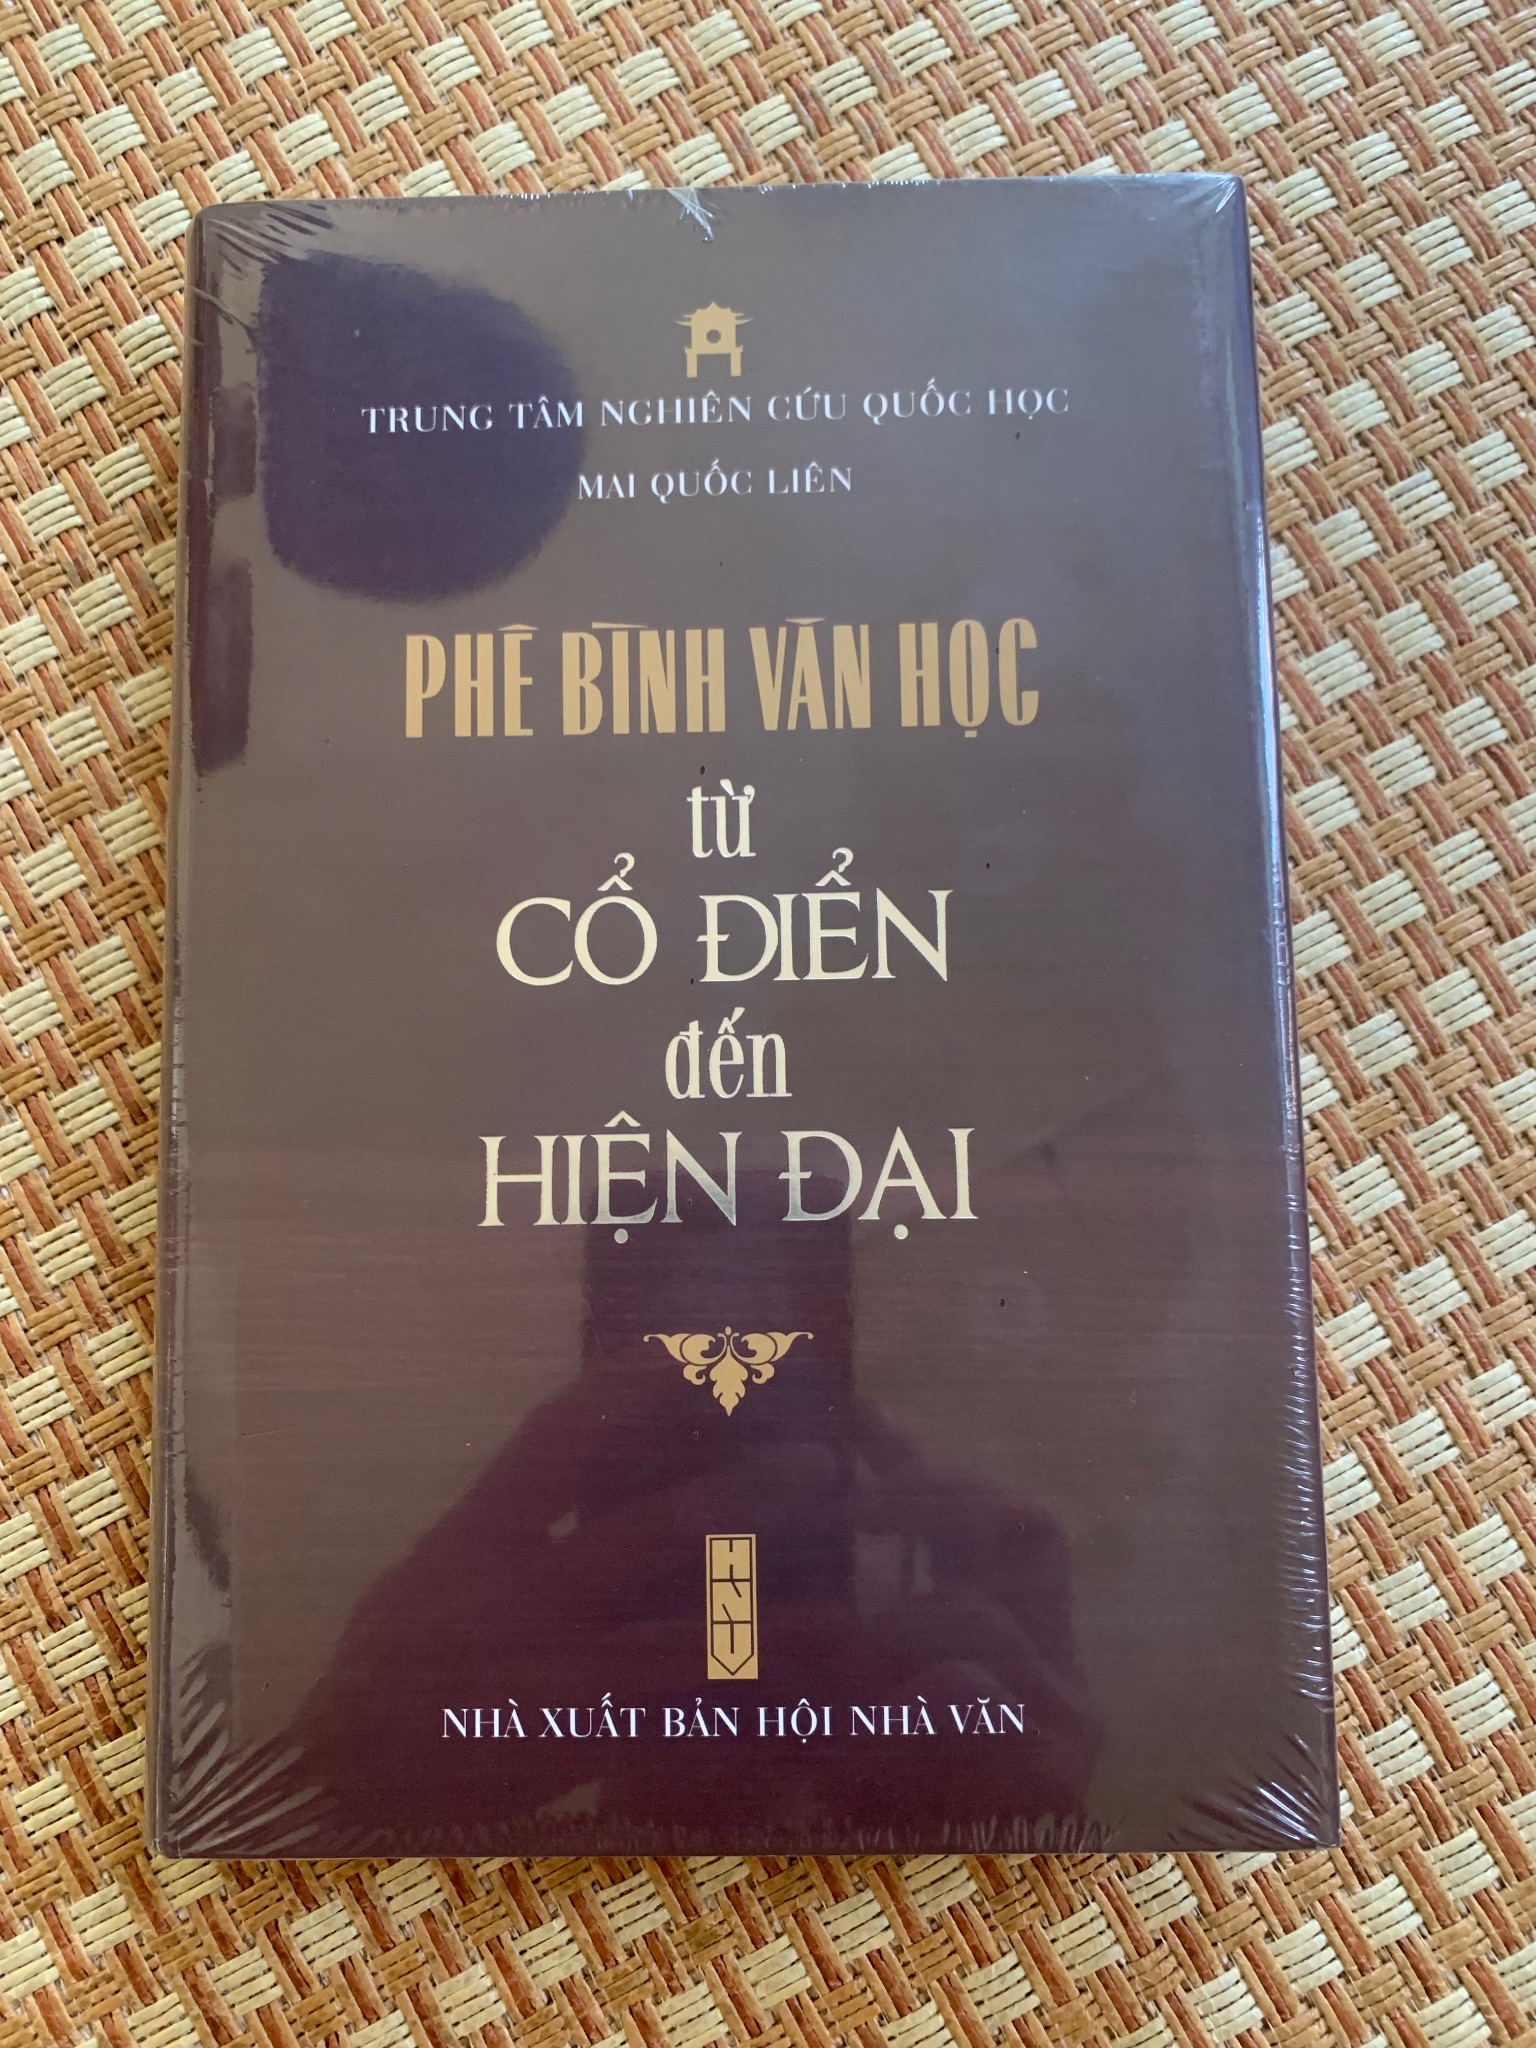 TRUNG TÂM NGHIÊN CỨU QUỐC HỌC
MAI QUỐC LIÊN
PHÊ BÌNH VĂN HỌC
từ
CỔ ĐIỂN
đến
HIỆN ĐẠI
HNV
NHÀ XUẤT BẢN HỘI NHÀ VĂN